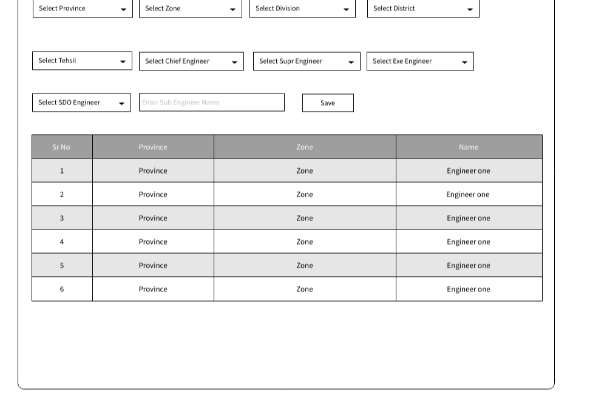 Select Province Select Zone Select Division Select District
Select Tehsil Select Chief Engineer Select Supr Engineer Select Exe Engineer
Select SDO Engineer Enter Sub Engineer Name Save
Sr No Province Zone Name
1 Province Zone Engineer one
2 Province Zone Engineer one
3 Province Zone Engineer one
4 Province Zone Engineer one
5 Province Zone Engineer one
6 Province Zone Engineer one